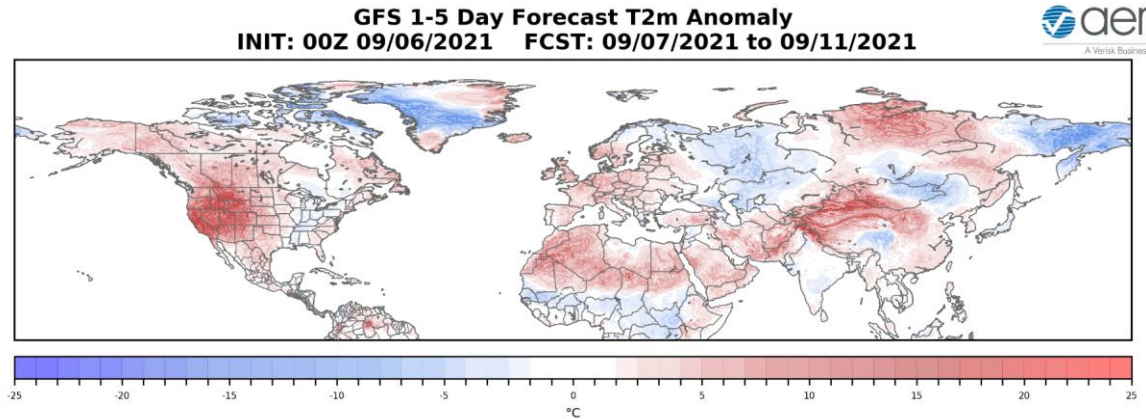 GFS 1-5 Day Forecast T2m Anomaly
INIT: 00Z 09/06/2021 FCST: 09/07/2021 to 09/11/2021
aer
A Verisk Business
-25 -20 -15 -10 -5 0 5 10 15 20 25
°C